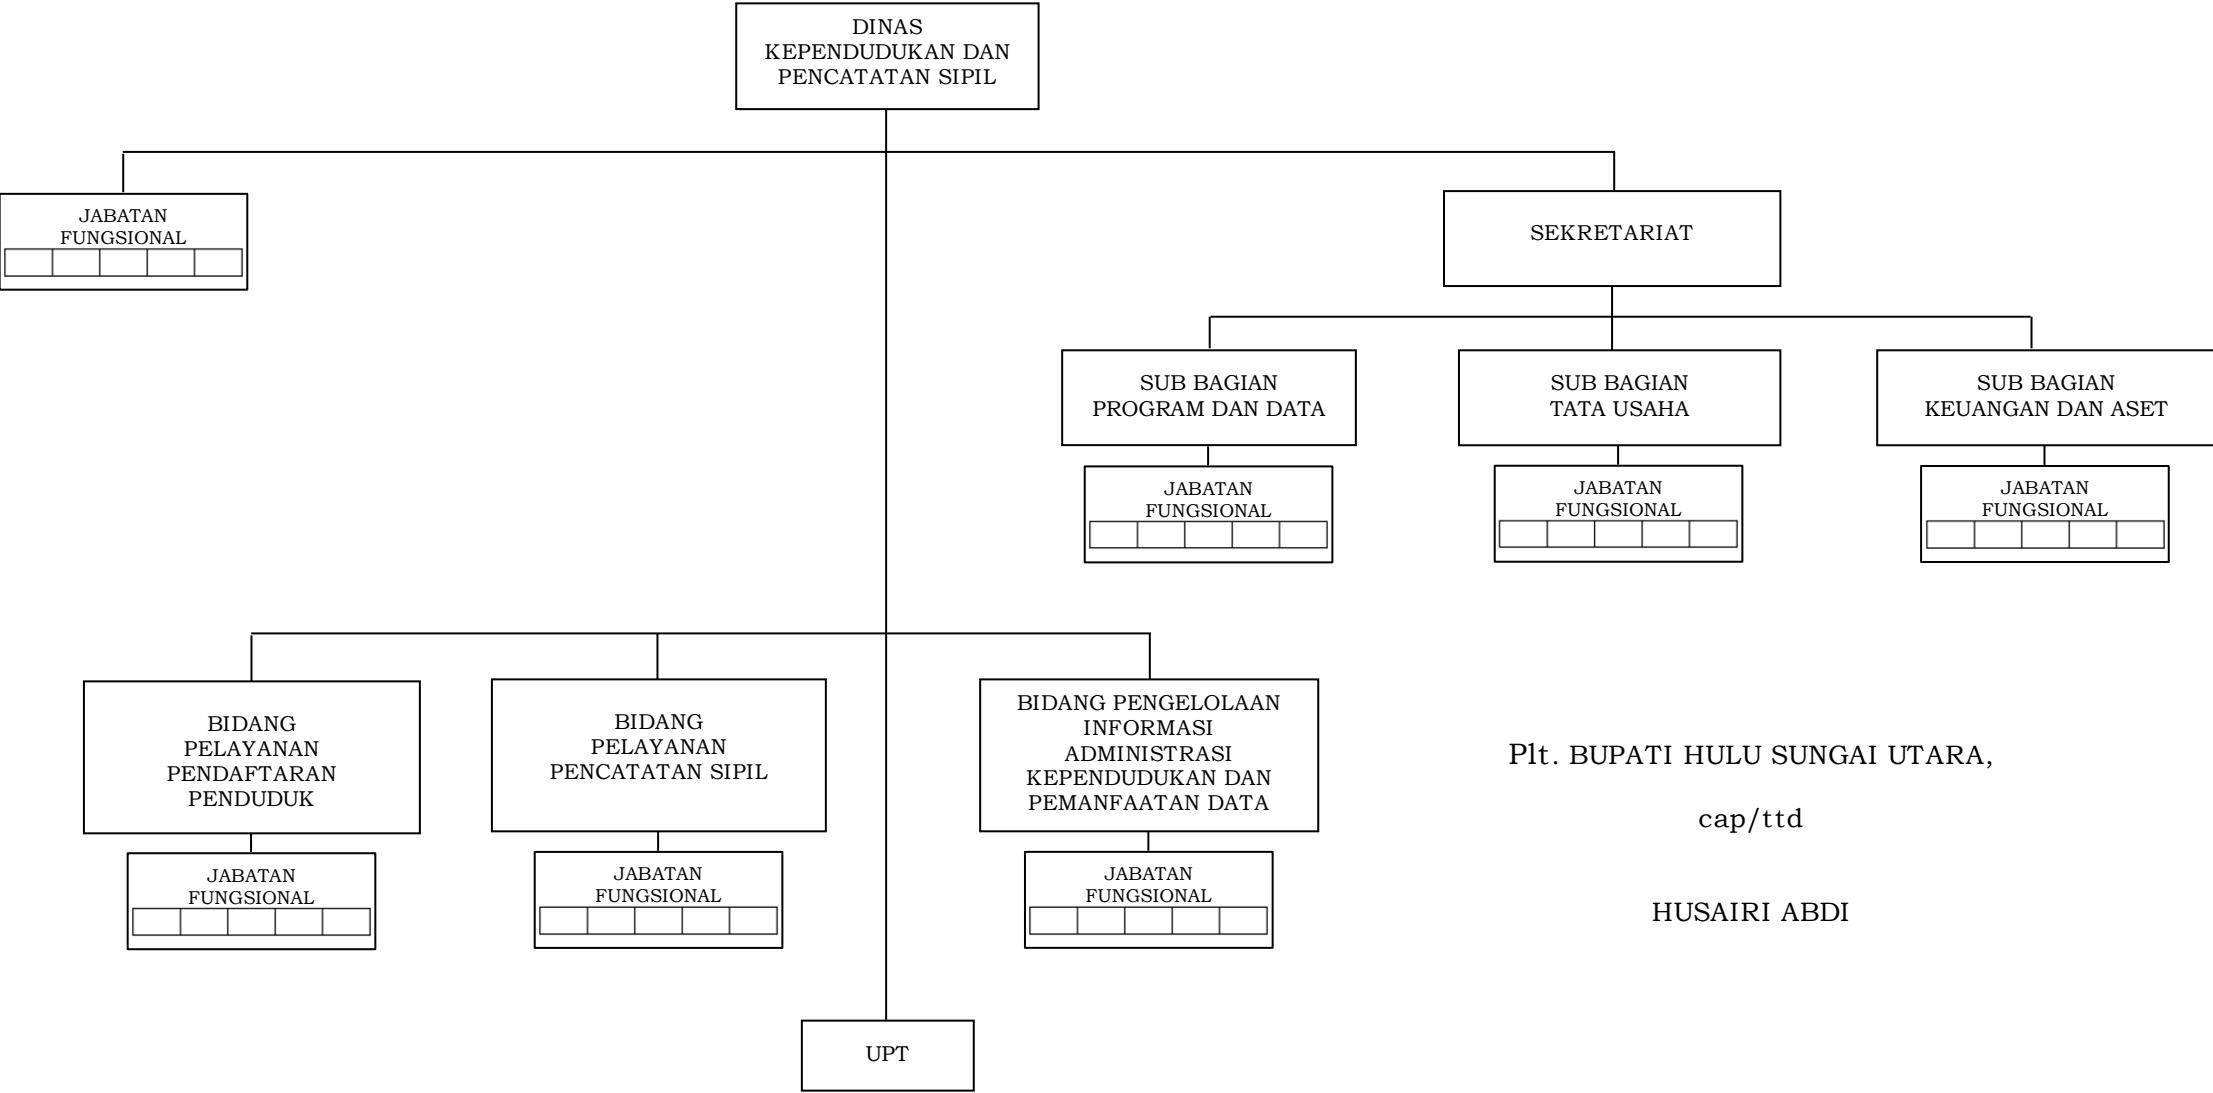 DINAS
KEPENDUDUKAN DAN
PENCATATAN SIPIL
JABATAN
FUNGSIONAL
SEKRETARIAT
SUB BAGIAN
PROGRAM DAN DATA
SUB BAGIAN
TATA USAHA
SUB BAGIAN
KEUANGAN DAN ASET
JABATAN
FUNGSIONAL
JABATAN
FUNGSIONAL
JABATAN
FUNGSIONAL
BIDANG
PELAYANAN
PENDAFTARAN
PENDUDUK
BIDANG
PELAYANAN
PENCATATAN SIPIL
BIDANG PENGELOLAAN
INFORMASI
ADMINISTRASI
KEPENDUDUKAN DAN
PEMANFAATAN DATA
JABATAN
FUNGSIONAL
JABATAN
FUNGSIONAL
JABATAN
FUNGSIONAL
Plt. BUPATI HULU SUNGAI UTARA,
cap/ttd
HUSAIRI ABDI
UPT